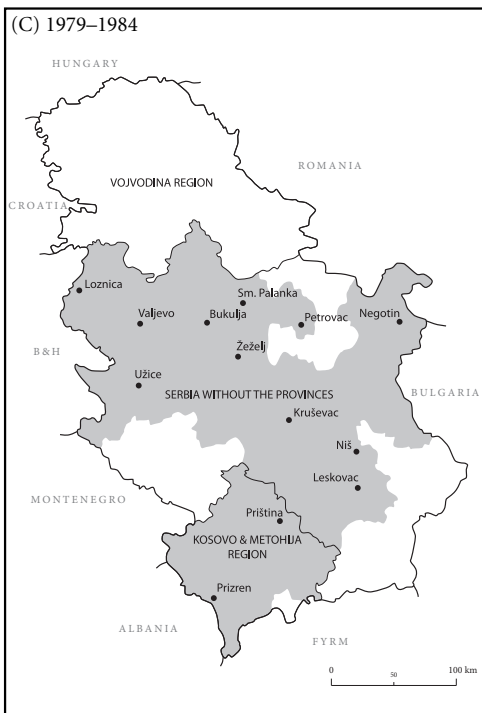 (C) 1979–1984
HUNGARY
ROMANIA
VOJVODINA REGION
CROATIA
Loznica
Sm. Palanka
Valjevo
Bukulja
Petrovac
Negotin
B&H
Žeželj
Užice
SERBIA WITHOUT THE PROVINCES
BULGARIA
Kruševac
Niš
Leskovac
MONTENEGRO
Priština
KOSOVO & METOHIJA
REGION
Prizren
ALBANIA
FYRM
0 50 100 km